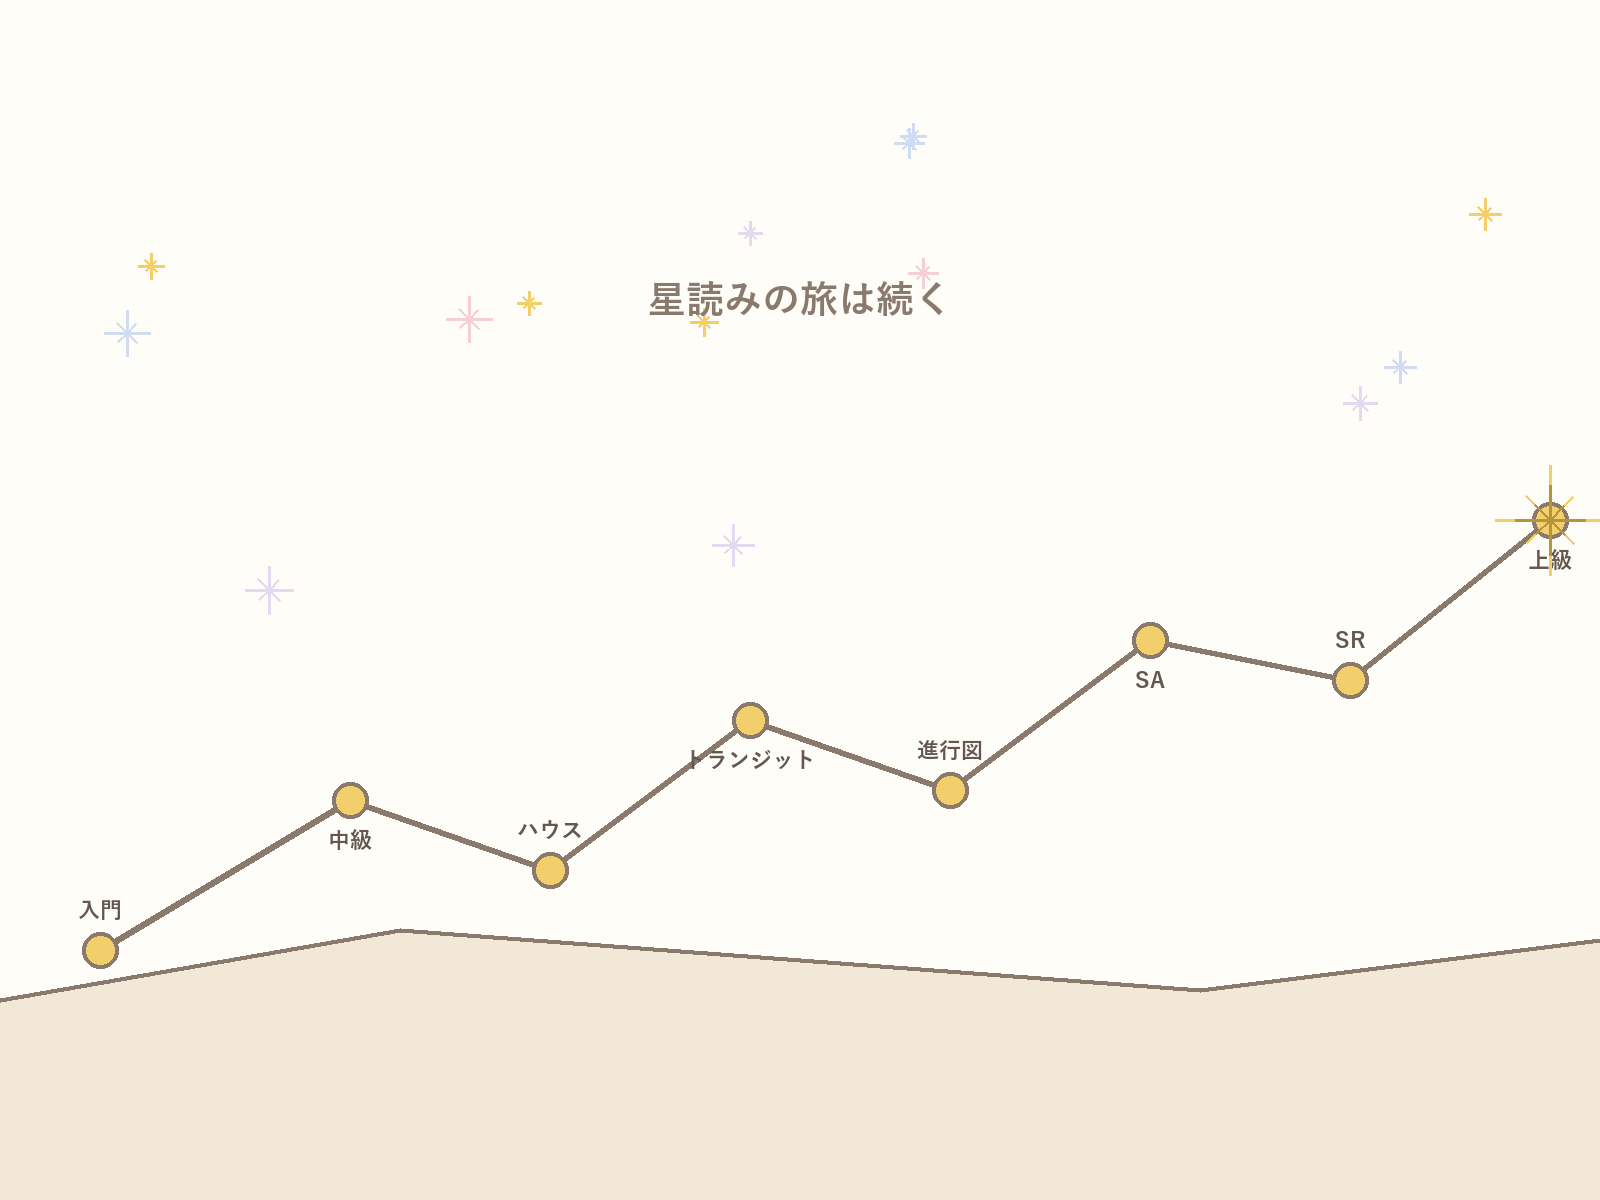 星読みの旅は続く
入門
中級
ハウス
トランジット
進行図
SA
SR
上級